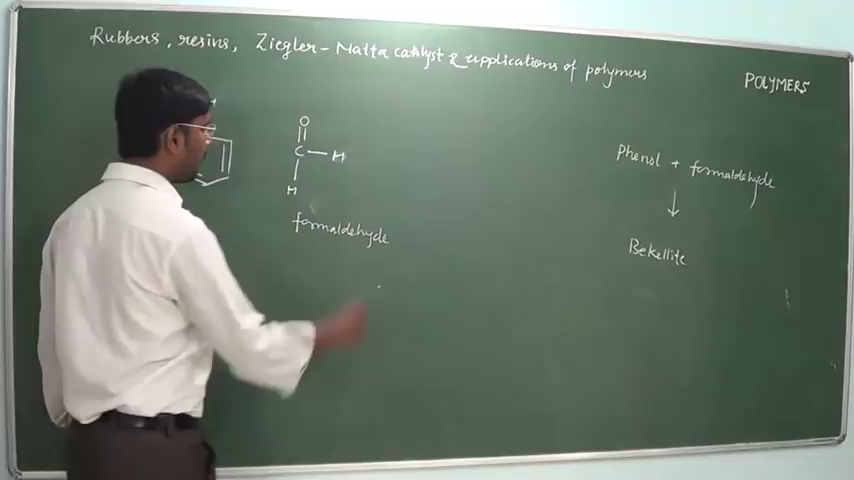 Rubbers, resins, Ziegler-Natta catalyst & applications of polymers
POLYMERS
O
C H
H
formaldehyde
Phenol + formaldehyde
↓
Bekellite